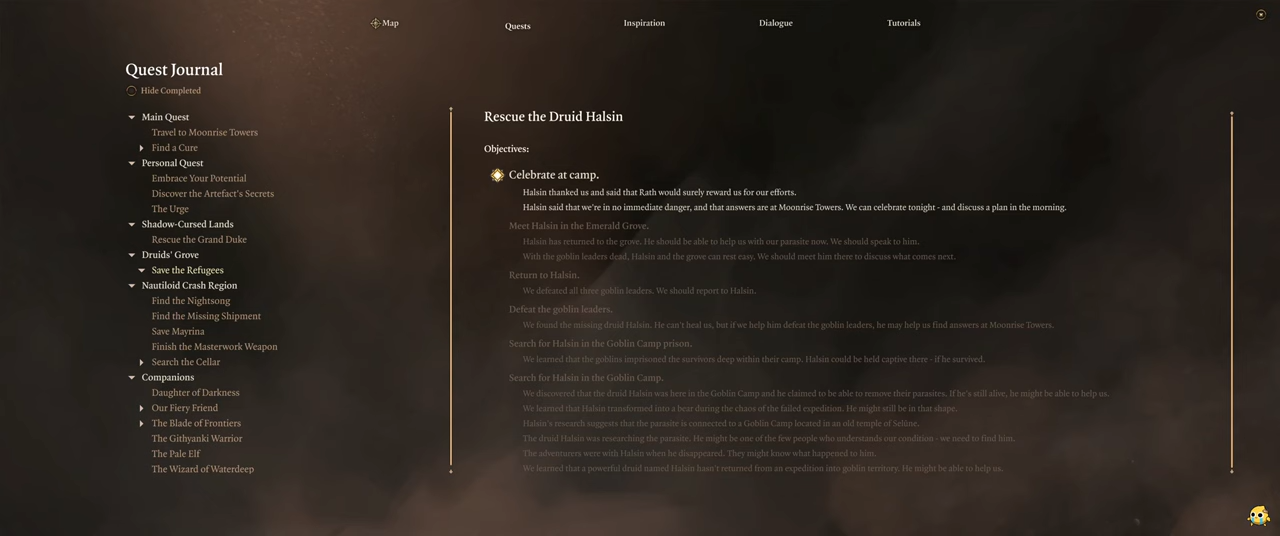 Map
Quests
Inspiration
Dialogue
Tutorials
Quest Journal
Hide Completed
Main Quest
Travel to Moonrise Towers
Find a Cure
Personal Quest
Embrace Your Potential
Discover the Artefact's Secrets
The Urge
Shadow-Cursed Lands
Rescue the Grand Duke
Druids' Grove
Save the Refugees
Nautiloid Crash Region
Find the Nightsong
Find the Missing Shipment
Save Mayrina
Finish the Masterwork Weapon
Search the Cellar
Companions
Daughter of Darkness
Our Fiery Friend
The Blade of Frontiers
The Githyanki Warrior
The Pale Elf
The Wizard of Waterdeep
Rescue the Druid Halsin
Objectives:
Celebrate at camp.
Halsin thanked us and said that Rath would surely reward us for our efforts.
Halsin said that we're in no immediate danger, and that answers are at Moonrise Towers. We can celebrate tonight - and discuss a plan in the morning.
Meet Halsin in the Emerald Grove.
Halsin has returned to the grove. He should be able to help us with our parasite now. We should speak to him.
With the goblin leaders dead, Halsin and the grove can rest easy. We should meet him there to discuss what comes next.
Return to Halsin.
We defeated all three goblin leaders. We should report to Halsin.
Defeat the goblin leaders.
We found the missing druid Halsin. He can't heal us, but if we help him defeat the goblin leaders, he may help us find answers at Moonrise Towers.
Search for Halsin in the Goblin Camp prison.
We learned that the goblins imprisoned the survivors deep within their camp. Halsin could be held captive there - if he survived.
Search for Halsin in the Goblin Camp.
We discovered that the druid Halsin was here in the Goblin Camp and he claimed to be able to remove their parasites. If he's still alive, he might be able to help us.
We learned that Halsin transformed into a bear during the chaos of the failed expedition. He might still be in that shape.
Halsin's research suggests that the parasite is connected to a Goblin Camp located in an old temple of Selûne.
The druid Halsin was researching the parasite. He might be one of the few people who understands our condition - we need to find him.
The adventurers were with Halsin when he disappeared. They might know what happened to him.
We learned that a powerful druid named Halsin hasn't returned from an expedition into goblin territory. He might be able to help us.